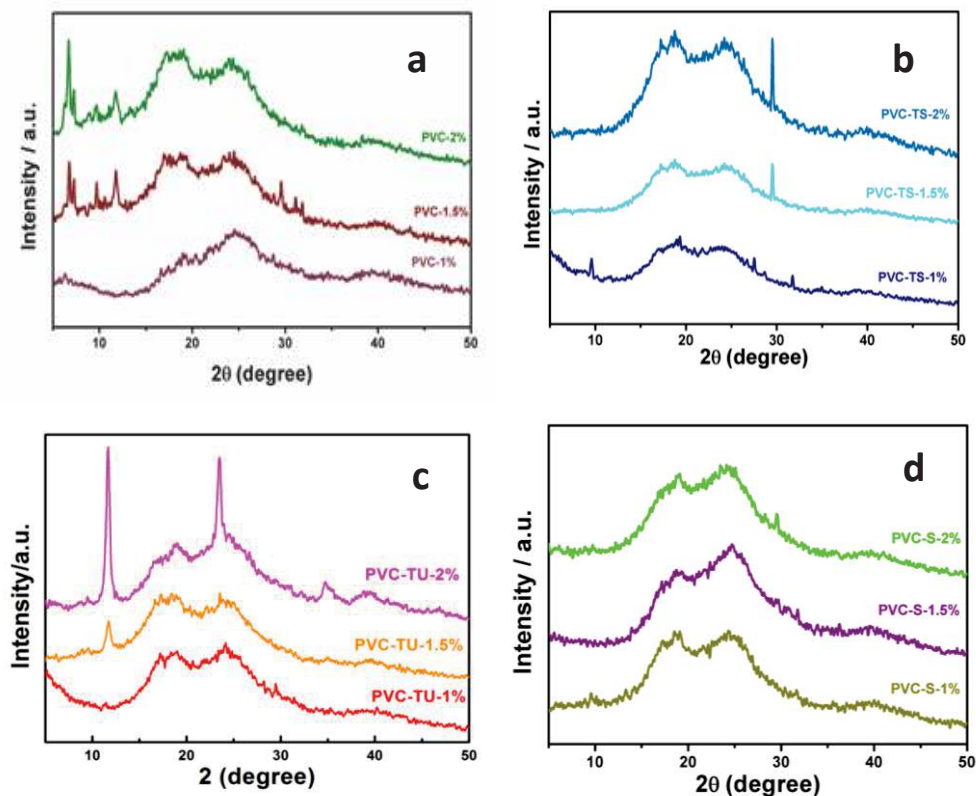 a
Intensity / a.u.
PVC-2%
PVC-1.5%
PVC-1%
10 20 30 40 50
2θ (degree)
b
Intensity / a.u.
PVC-TS-2%
PVC-TS-1.5%
PVC-TS-1%
10 20 30 40 50
2θ (degree)
c
Intensity/a.u.
PVC-TU-2%
PVC-TU-1.5%
PVC-TU-1%
10 20 30 40 50
2 (degree)
d
Intensity / a.u.
PVC-S-2%
PVC-S-1.5%
PVC-S-1%
10 20 30 40 50
2θ (degree)